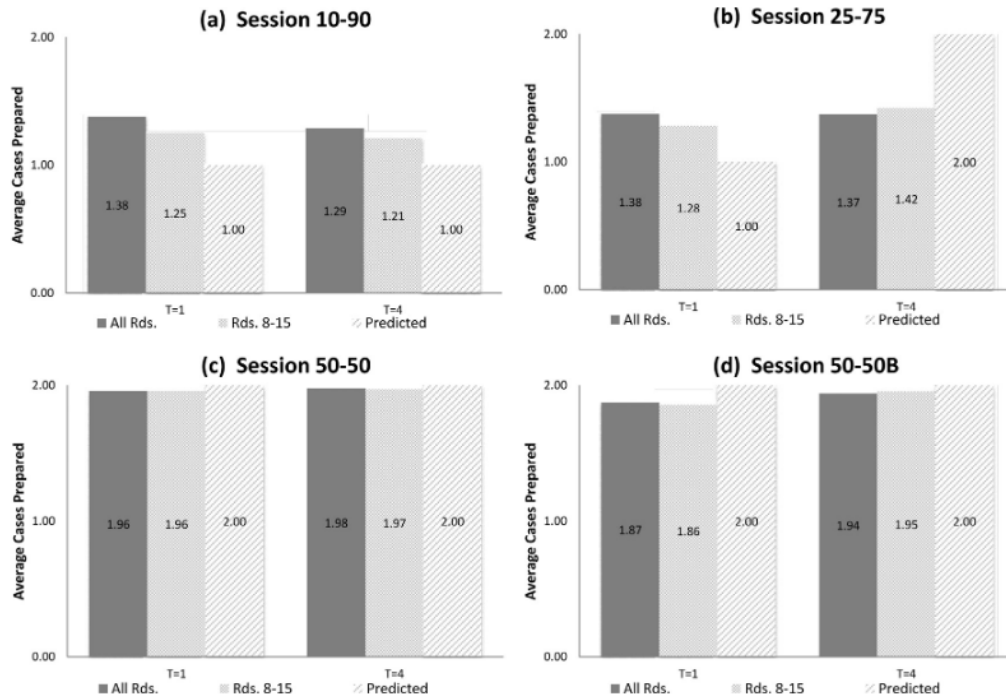 (a) Session 10-90
Average Cases Prepared
2.00
1.00
0.00
1.38
1.25
1.00
1.29
1.21
1.00
T=1
T=4
All Rds.
Rds. 8-15
Predicted
(b) Session 25-75
Average Cases Prepared
2.00
1.00
0.00
1.38
1.28
1.00
1.37
1.42
2.00
T=1
T=4
All Rds.
Rds. 8-15
Predicted
(c) Session 50-50
Average Cases Prepared
2.00
1.00
0.00
1.96
1.96
2.00
1.98
1.97
2.00
T=1
T=4
All Rds.
Rds. 8-15
Predicted
(d) Session 50-50B
Average Cases Prepared
2.00
1.00
0.00
1.87
1.86
2.00
1.94
1.95
2.00
T=1
T=4
All Rds.
Rds. 8-15
Predicted